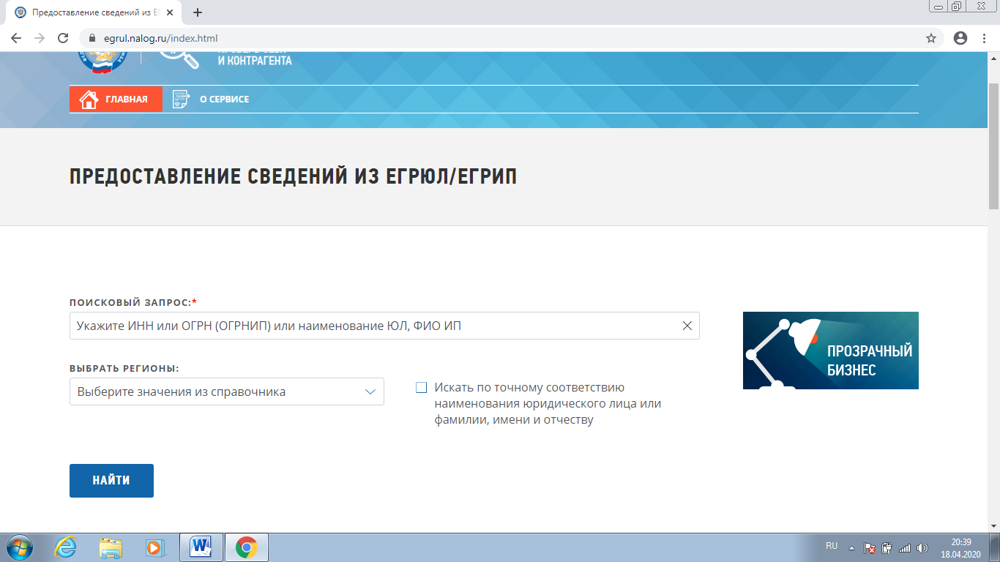 Предоставление сведений из Е
egrul.nalog.ru/index.html
И КОНТРАГЕНТА
ГЛАВНАЯ
О СЕРВИСЕ
ПРЕДОСТАВЛЕНИЕ СВЕДЕНИЙ ИЗ ЕГРЮЛ/ЕГРИП
ПОИСКОВЫЙ ЗАПРОС:*
Укажите ИНН или ОГРН (ОГРНИП) или наименование ЮЛ, ФИО ИП
ВЫБРАТЬ РЕГИОНЫ:
Выберите значения из справочника
Искать по точному соответствию
наименования юридического лица или
фамилии, имени и отчеству
ПРОЗРАЧНЫЙ
БИЗНЕС
НАЙТИ
RU
20:39
18.04.2020